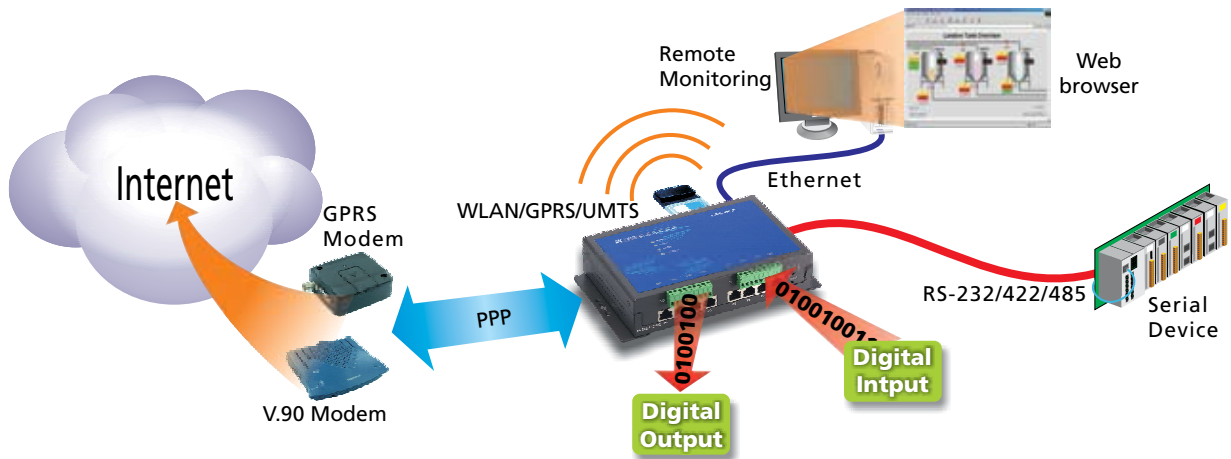 Remote
Monitoring
Web
browser
Internet
GPRS
Modem
WLAN/GPRS/UMTS
Ethernet
PPP
RS-232/422/485
Serial
Device
0100100
Digital
Intput
V.90 Modem
Digital
Output